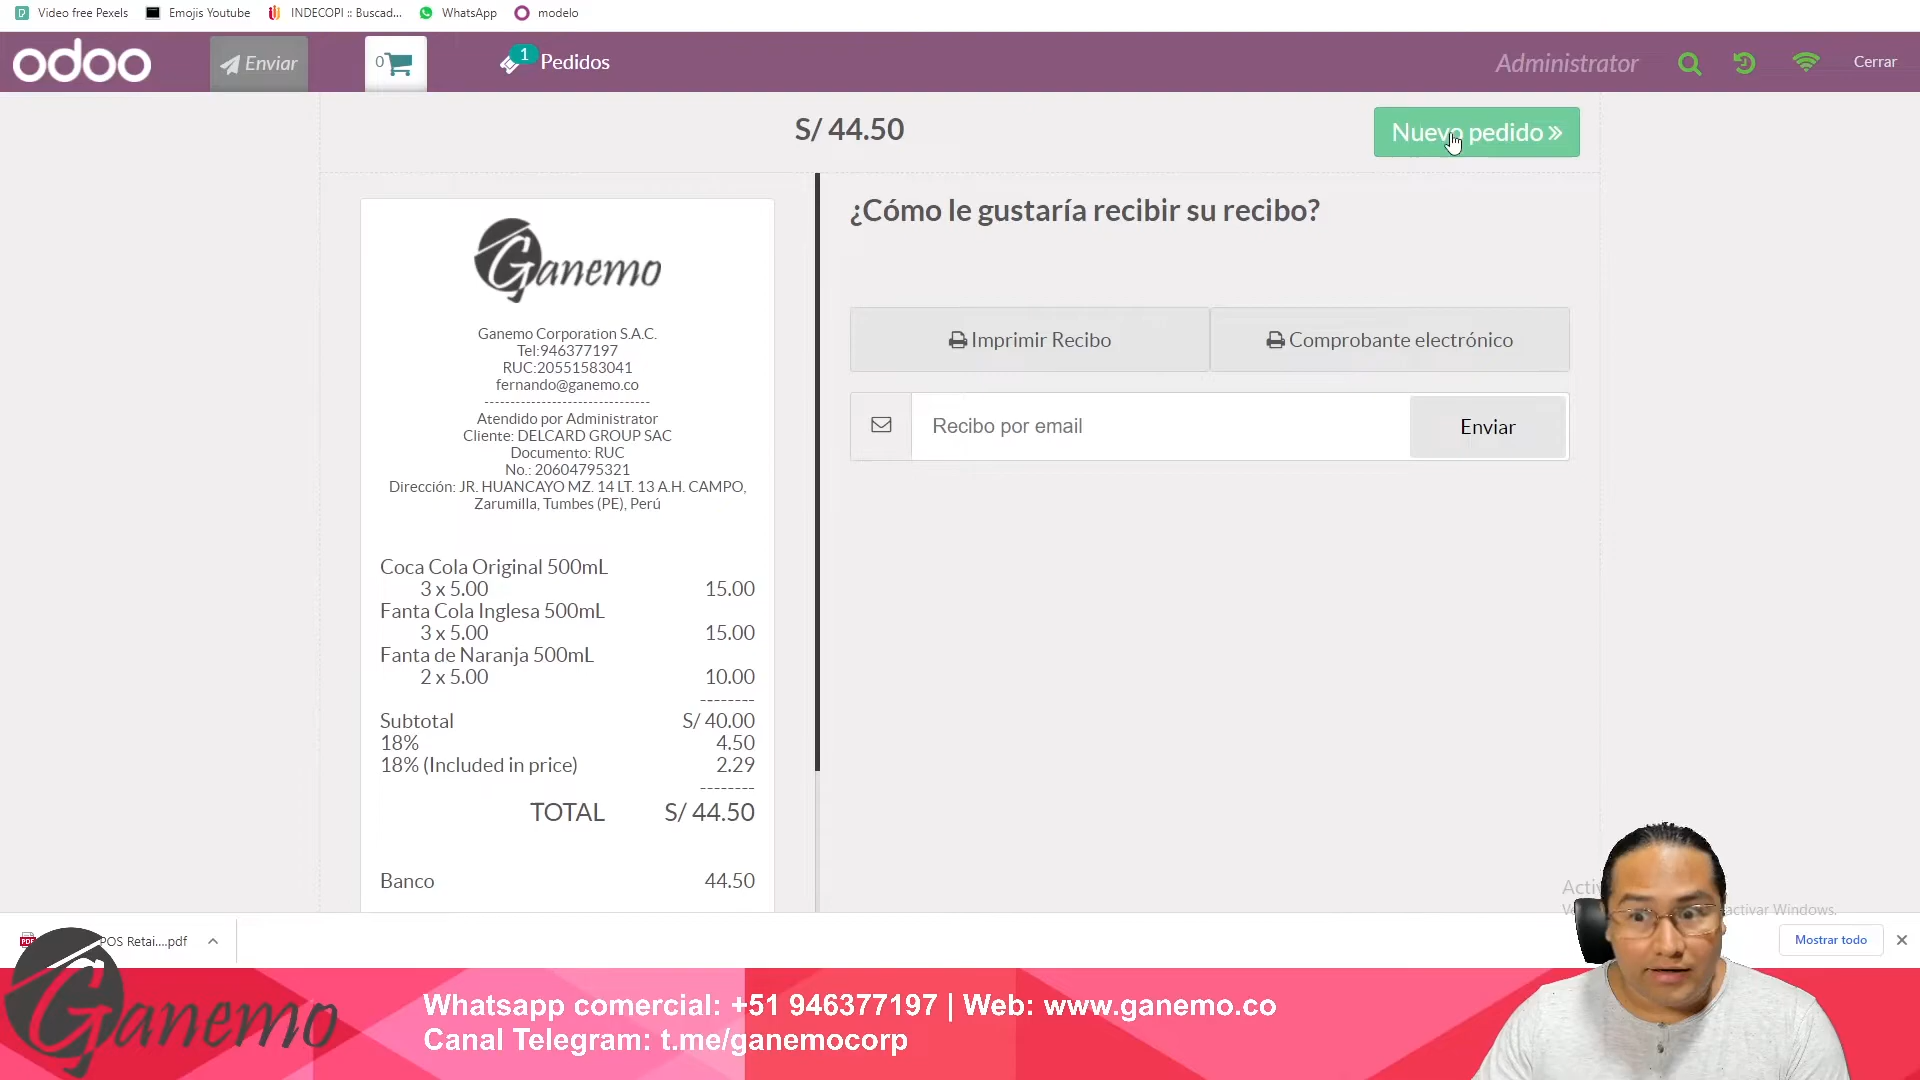 Video free Pexels
Emojis Youtube
INDECOPI :: Buscad...
WhatsApp
modelo
odoo
Enviar
0
1
Pedidos
Administrator
Cerrar
S/ 44.50
Nuevo pedido »
Ganemo
Ganemo Corporation S.A.C.
Tel:946377197
RUC:20551583041
fernando@ganemo.co
--------------------------------
Atendido por Administrator
Cliente: DELCARD GROUP SAC
Documento: RUC
No.: 20604795321
Dirección: JR. HUANCAYO MZ. 14 LT. 13 A.H. CAMPO,
Zarumilla, Tumbes (PE), Perú
Coca Cola Original 500mL
3 x 5.00 15.00
Fanta Cola Inglesa 500mL
3 x 5.00 15.00
Fanta de Naranja 500mL
2 x 5.00 10.00
--------
Subtotal S/ 40.00
18% 4.50
18% (Included in price) 2.29
--------
TOTAL S/ 44.50
Banco 44.50
¿Cómo le gustaría recibir su recibo?
Imprimir Recibo
Comprobante electrónico
Recibo por email
Enviar
activar Windows.
POS Retai....pdf
Mostrar todo
Ganemo
Whatsapp comercial: +51 946377197 | Web: www.ganemo.co
Canal Telegram: t.me/ganemocorp